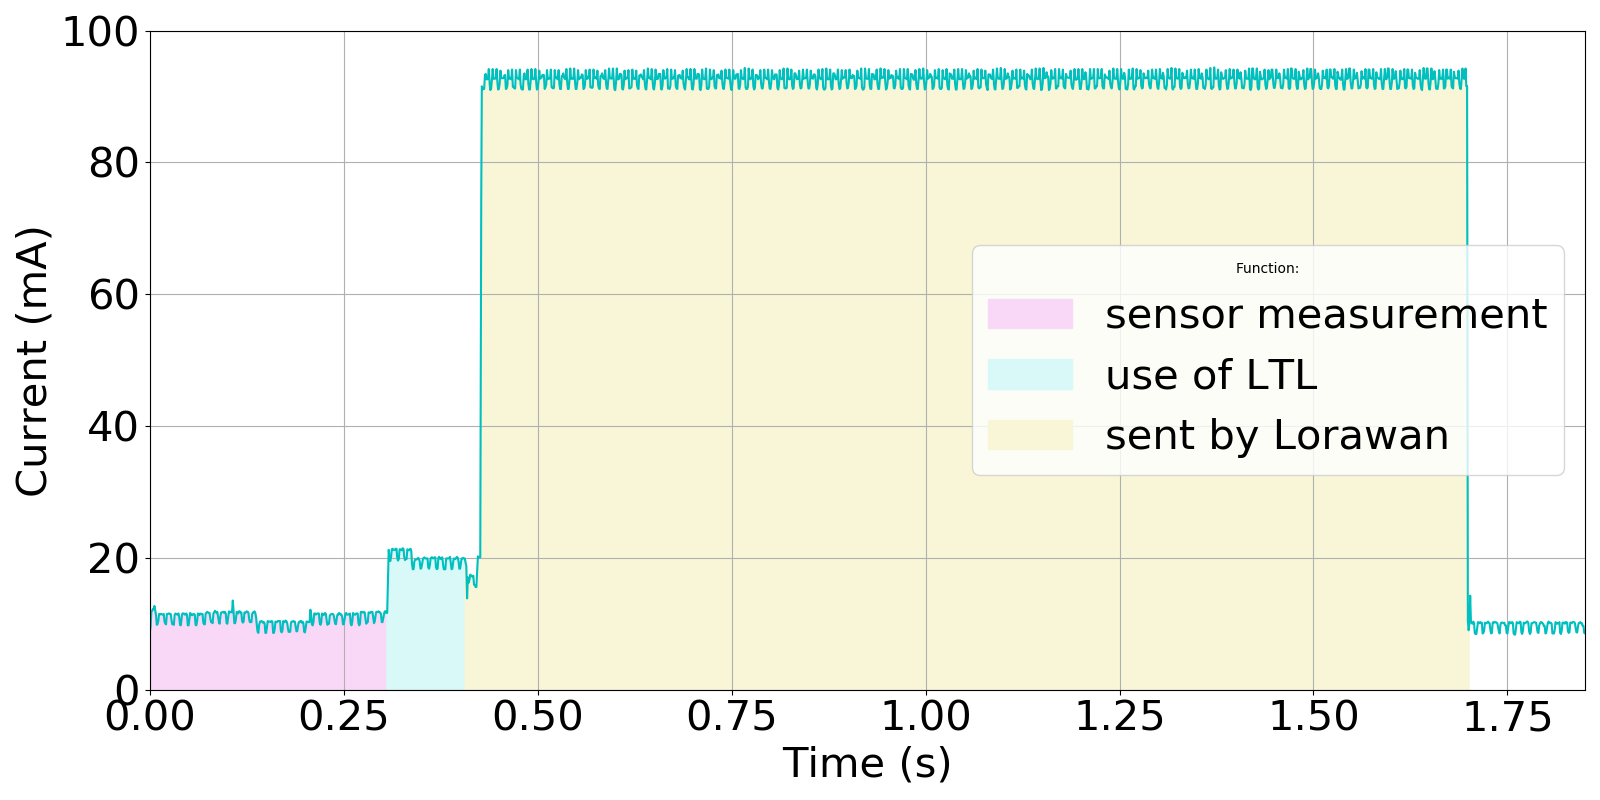 100
80
60
40
20
0
Current (mA)
Function:
sensor measurement
use of LTL
sent by Lorawan
0.00 0.25 0.50 0.75 1.00 1.25 1.50 1.75
Time (s)